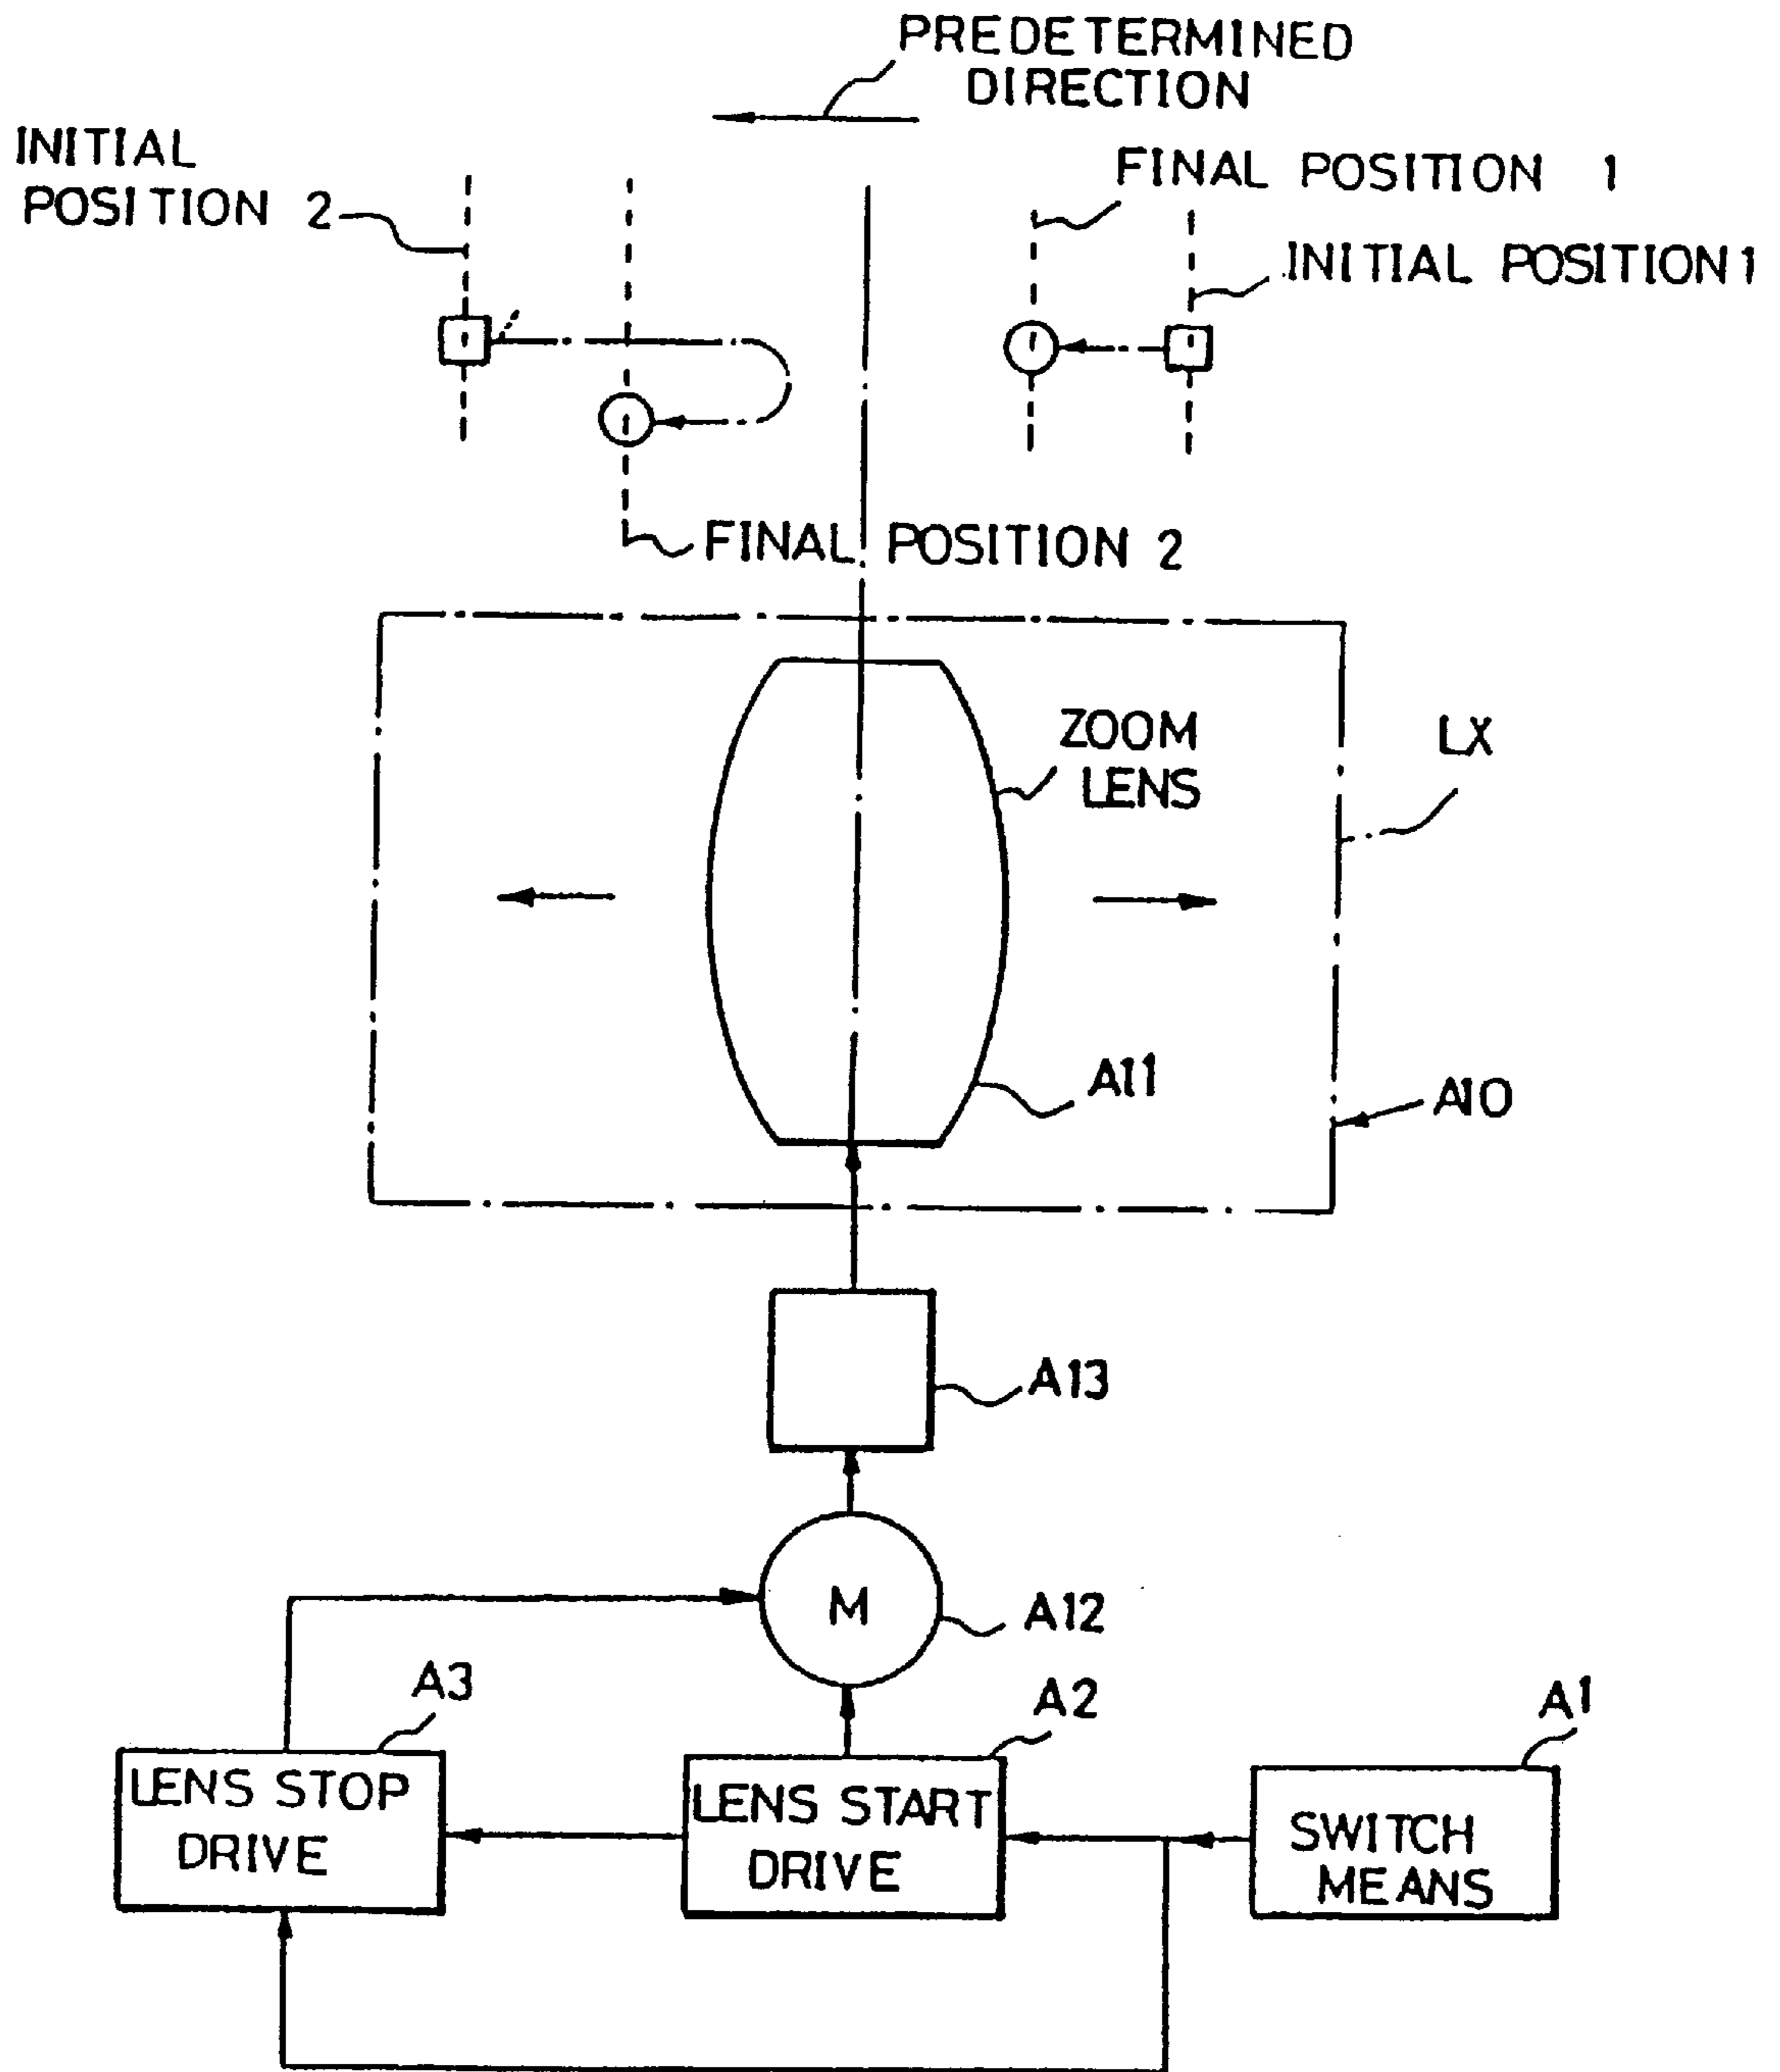 PREDETERMINED
DIRECTION
INITIAL
POSITION 2
FINAL POSITION 1
INITIAL POSITION 1
FINAL POSITION 2
ZOOM
LENS
LX
A11
A10
A13
M
A12
A3
A2
A1
LENS STOP
DRIVE
LENS START
DRIVE
SWITCH
MEANS